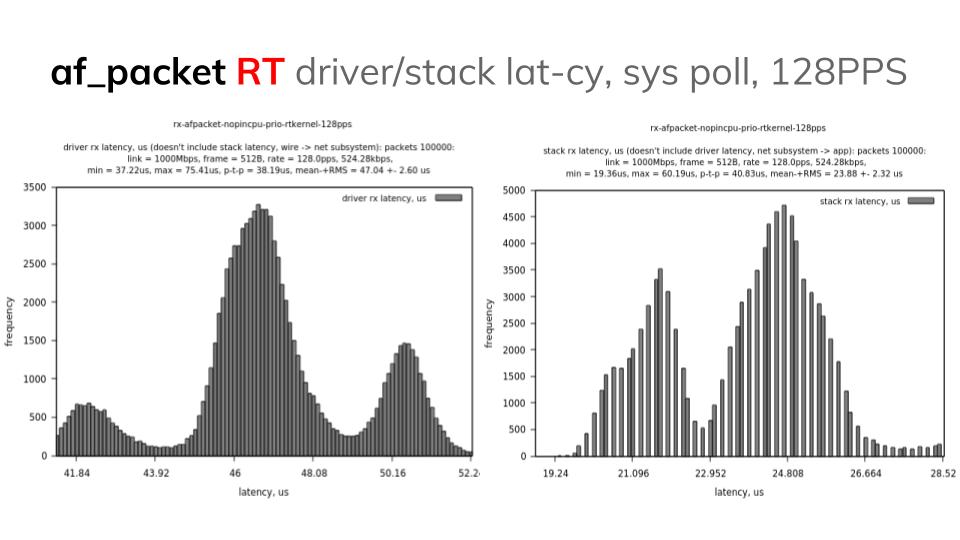 af_packet RT driver/stack lat-cy, sys poll, 128PPS
rx-afpacket-nopincpu-prio-rtkernel-128pps
driver rx latency, us (doesn't include stack latency, wire -> net subsystem): packets 100000:
link = 1000Mbps, frame = 512B, rate = 128.0pps, 524.28kbps,
min = 37.22us, max = 75.41us, p-t-p = 38.19us, mean-+RMS = 47.04 +- 2.60 us
driver rx latency, us
3500
3000
2500
2000
1500
1000
500
0
frequency
41.84 43.92 46 48.08 50.16 52.2
latency, us
rx-afpacket-nopincpu-prio-rtkernel-128pps
stack rx latency, us (doesn't include driver latency, net subsystem -> app): packets 100000:
link = 1000Mbps, frame = 512B, rate = 128.0pps, 524.28kbps,
min = 19.36us, max = 60.19us, p-t-p = 40.83us, mean-+RMS = 23.88 +- 2.32 us
stack rx latency, us
5000
4500
4000
3500
3000
2500
2000
1500
1000
500
0
frequency
19.24 21.096 22.952 24.808 26.664 28.52
latency, us